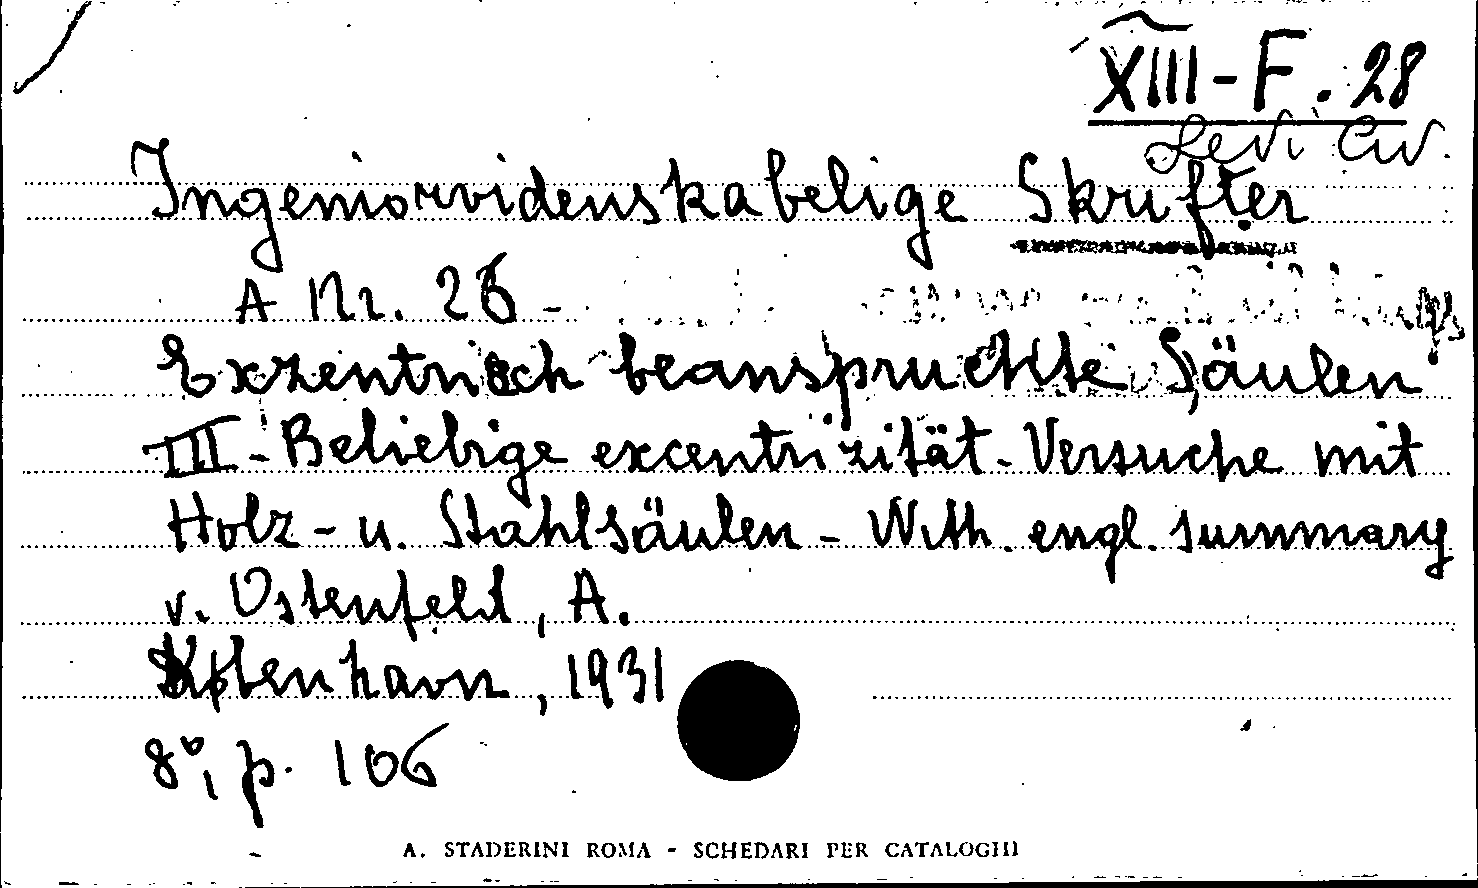 XIII-F. 28
Levi Civ.
Ingeniorvidenskabelige Skrifter
A Nr. 26 -
Exzentrisch beanspruchte Säulen
III - Beliebige excentrizität - Versuche mit
Holz - u. Stahlsäulen - With. engl. summary
v. Ostenfeld, A.
København, 1931
8°, p. 106
A. STADERINI ROMA - SCHEDARI PER CATALOGHI